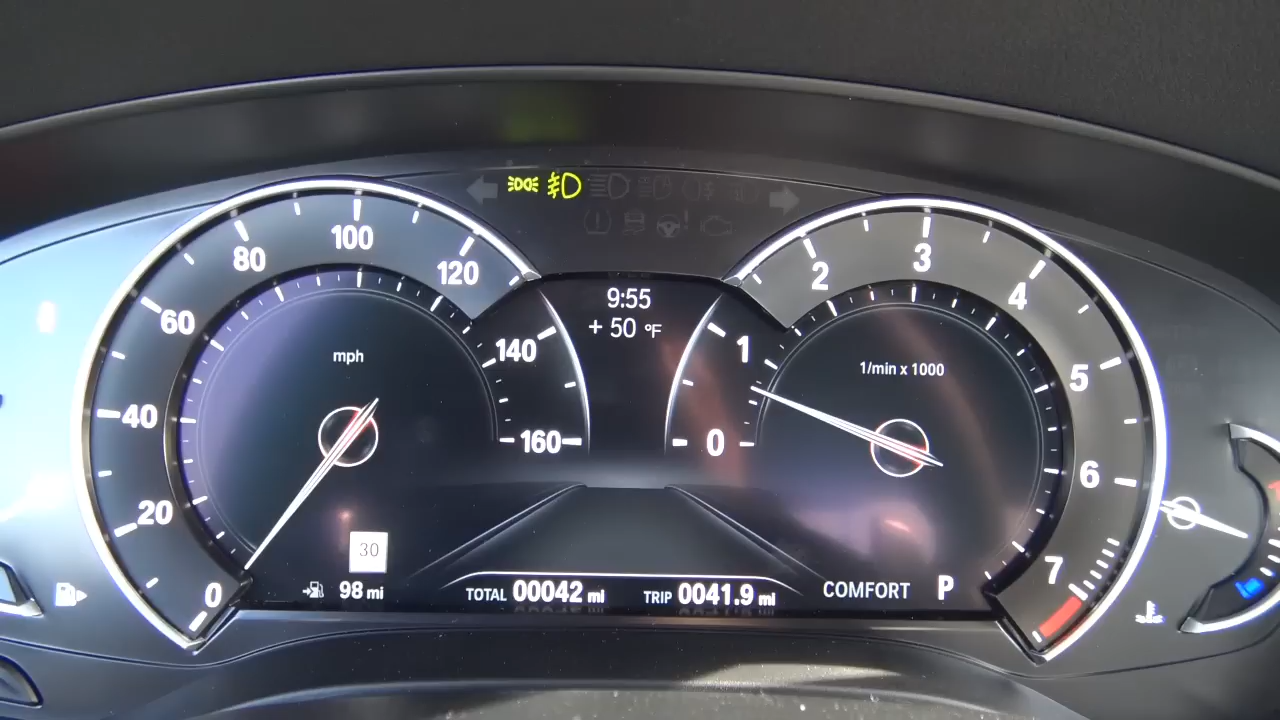 100
80
120
60
140
40
160
20
0
mph
30
98 mi
9:55
+ 50 °F
TOTAL 00042 mi
TRIP 0041.9 mi
3
2
4
1
5
0
6
7
1/min x 1000
COMFORT P